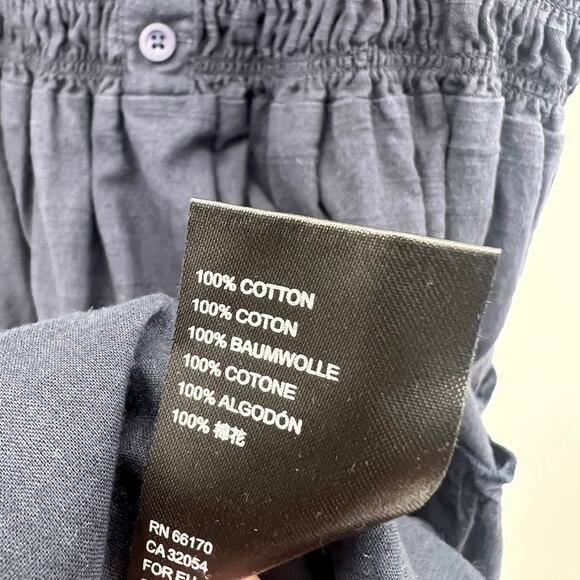 100% COTTON
100% COTON
100% BAUMWOLLE
100% COTONE
100% ALGODÓN
100% 棉花
RN 66170
CA 32054
FOR EU